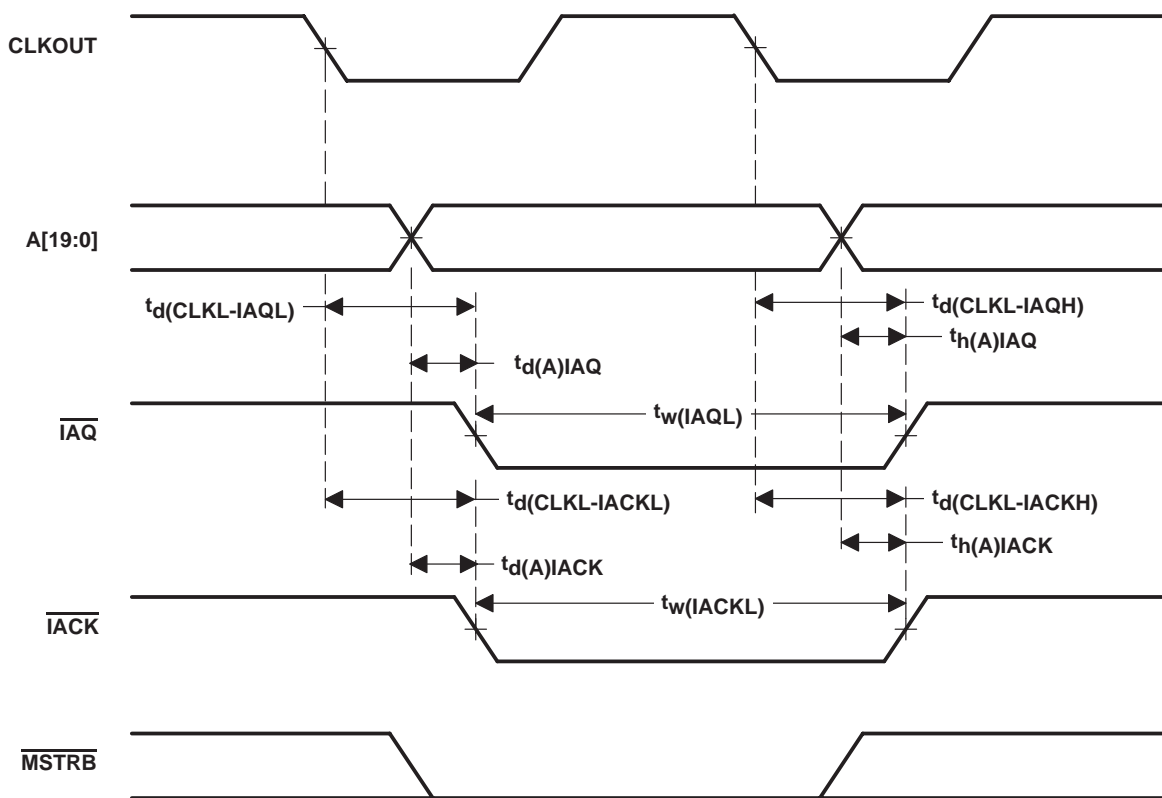 CLKOUT
A[19:0]
td(CLKL-IAQL)
td(CLKL-IAQH)
th(A)IAQ
td(A)IAQ
IAQ
tw(IAQL)
td(CLKL-IACKL)
td(CLKL-IACKH)
th(A)IACK
td(A)IACK
IACK
tw(IACKL)
MSTRB